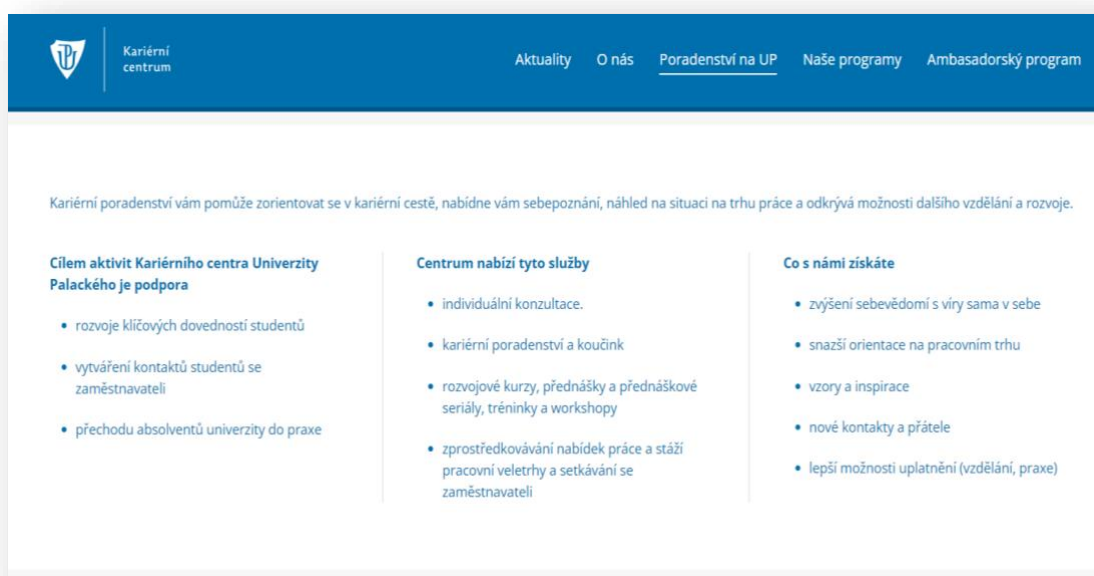 UP
Kariérní
centrum
Aktuality O nás Poradenství na UP Naše programy Ambasadorský program
Kariérní poradenství vám pomůže zorientovat se v kariérní cestě, nabídne vám sebepoznání, náhled na situaci na trhu práce a odkrývá možnosti dalšího vzdělání a rozvoje.
Cílem aktivit Kariérního centra Univerzity
Palackého je podpora
• rozvoje klíčových dovedností studentů
• vytváření kontaktů studentů se
zaměstnavateli
• přechodu absolventů univerzity do praxe
Centrum nabízí tyto služby
• individuální konzultace.
• kariérní poradenství a koučink
• rozvojové kurzy, přednášky a přednáškové
seriály, tréninky a workshopy
• zprostředkovávání nabídek práce a stáží
pracovní veletrhy a setkávání se
zaměstnavateli
Co s námi získáte
• zvýšení sebevědomí s víry sama v sebe
• snazší orientace na pracovním trhu
• vzory a inspirace
• nové kontakty a přátele
• lepší možnosti uplatnění (vzdělání, praxe)